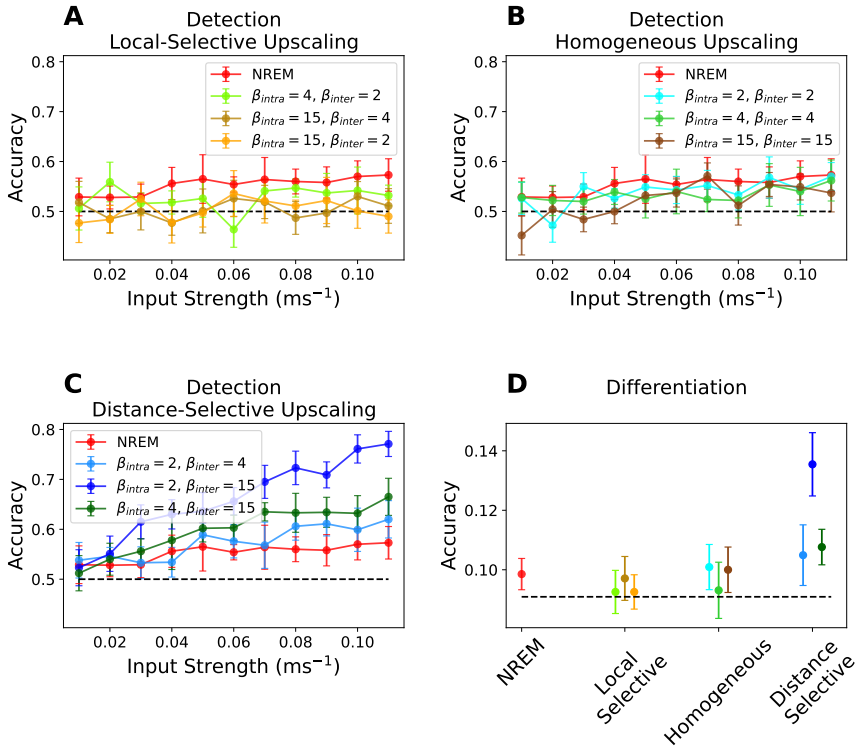 A
Detection
Local-Selective Upscaling
0.8
0.7
0.6
0.5
Accuracy
NREM
β_intra = 4, β_inter = 2
β_intra = 15, β_inter = 4
β_intra = 15, β_inter = 2
0.02 0.04 0.06 0.08 0.10
Input Strength (ms⁻¹)
B
Detection
Homogeneous Upscaling
0.8
0.7
0.6
0.5
Accuracy
NREM
β_intra = 2, β_inter = 2
β_intra = 4, β_inter = 4
β_intra = 15, β_inter = 15
0.02 0.04 0.06 0.08 0.10
Input Strength (ms⁻¹)
C
Detection
Distance-Selective Upscaling
0.8
0.7
0.6
0.5
Accuracy
NREM
β_intra = 2, β_inter = 4
β_intra = 2, β_inter = 15
β_intra = 4, β_inter = 15
0.02 0.04 0.06 0.08 0.10
Input Strength (ms⁻¹)
D
Differentiation
0.14
0.12
0.10
Accuracy
NREM
Local
Selective
Homogeneous
Distance
Selective